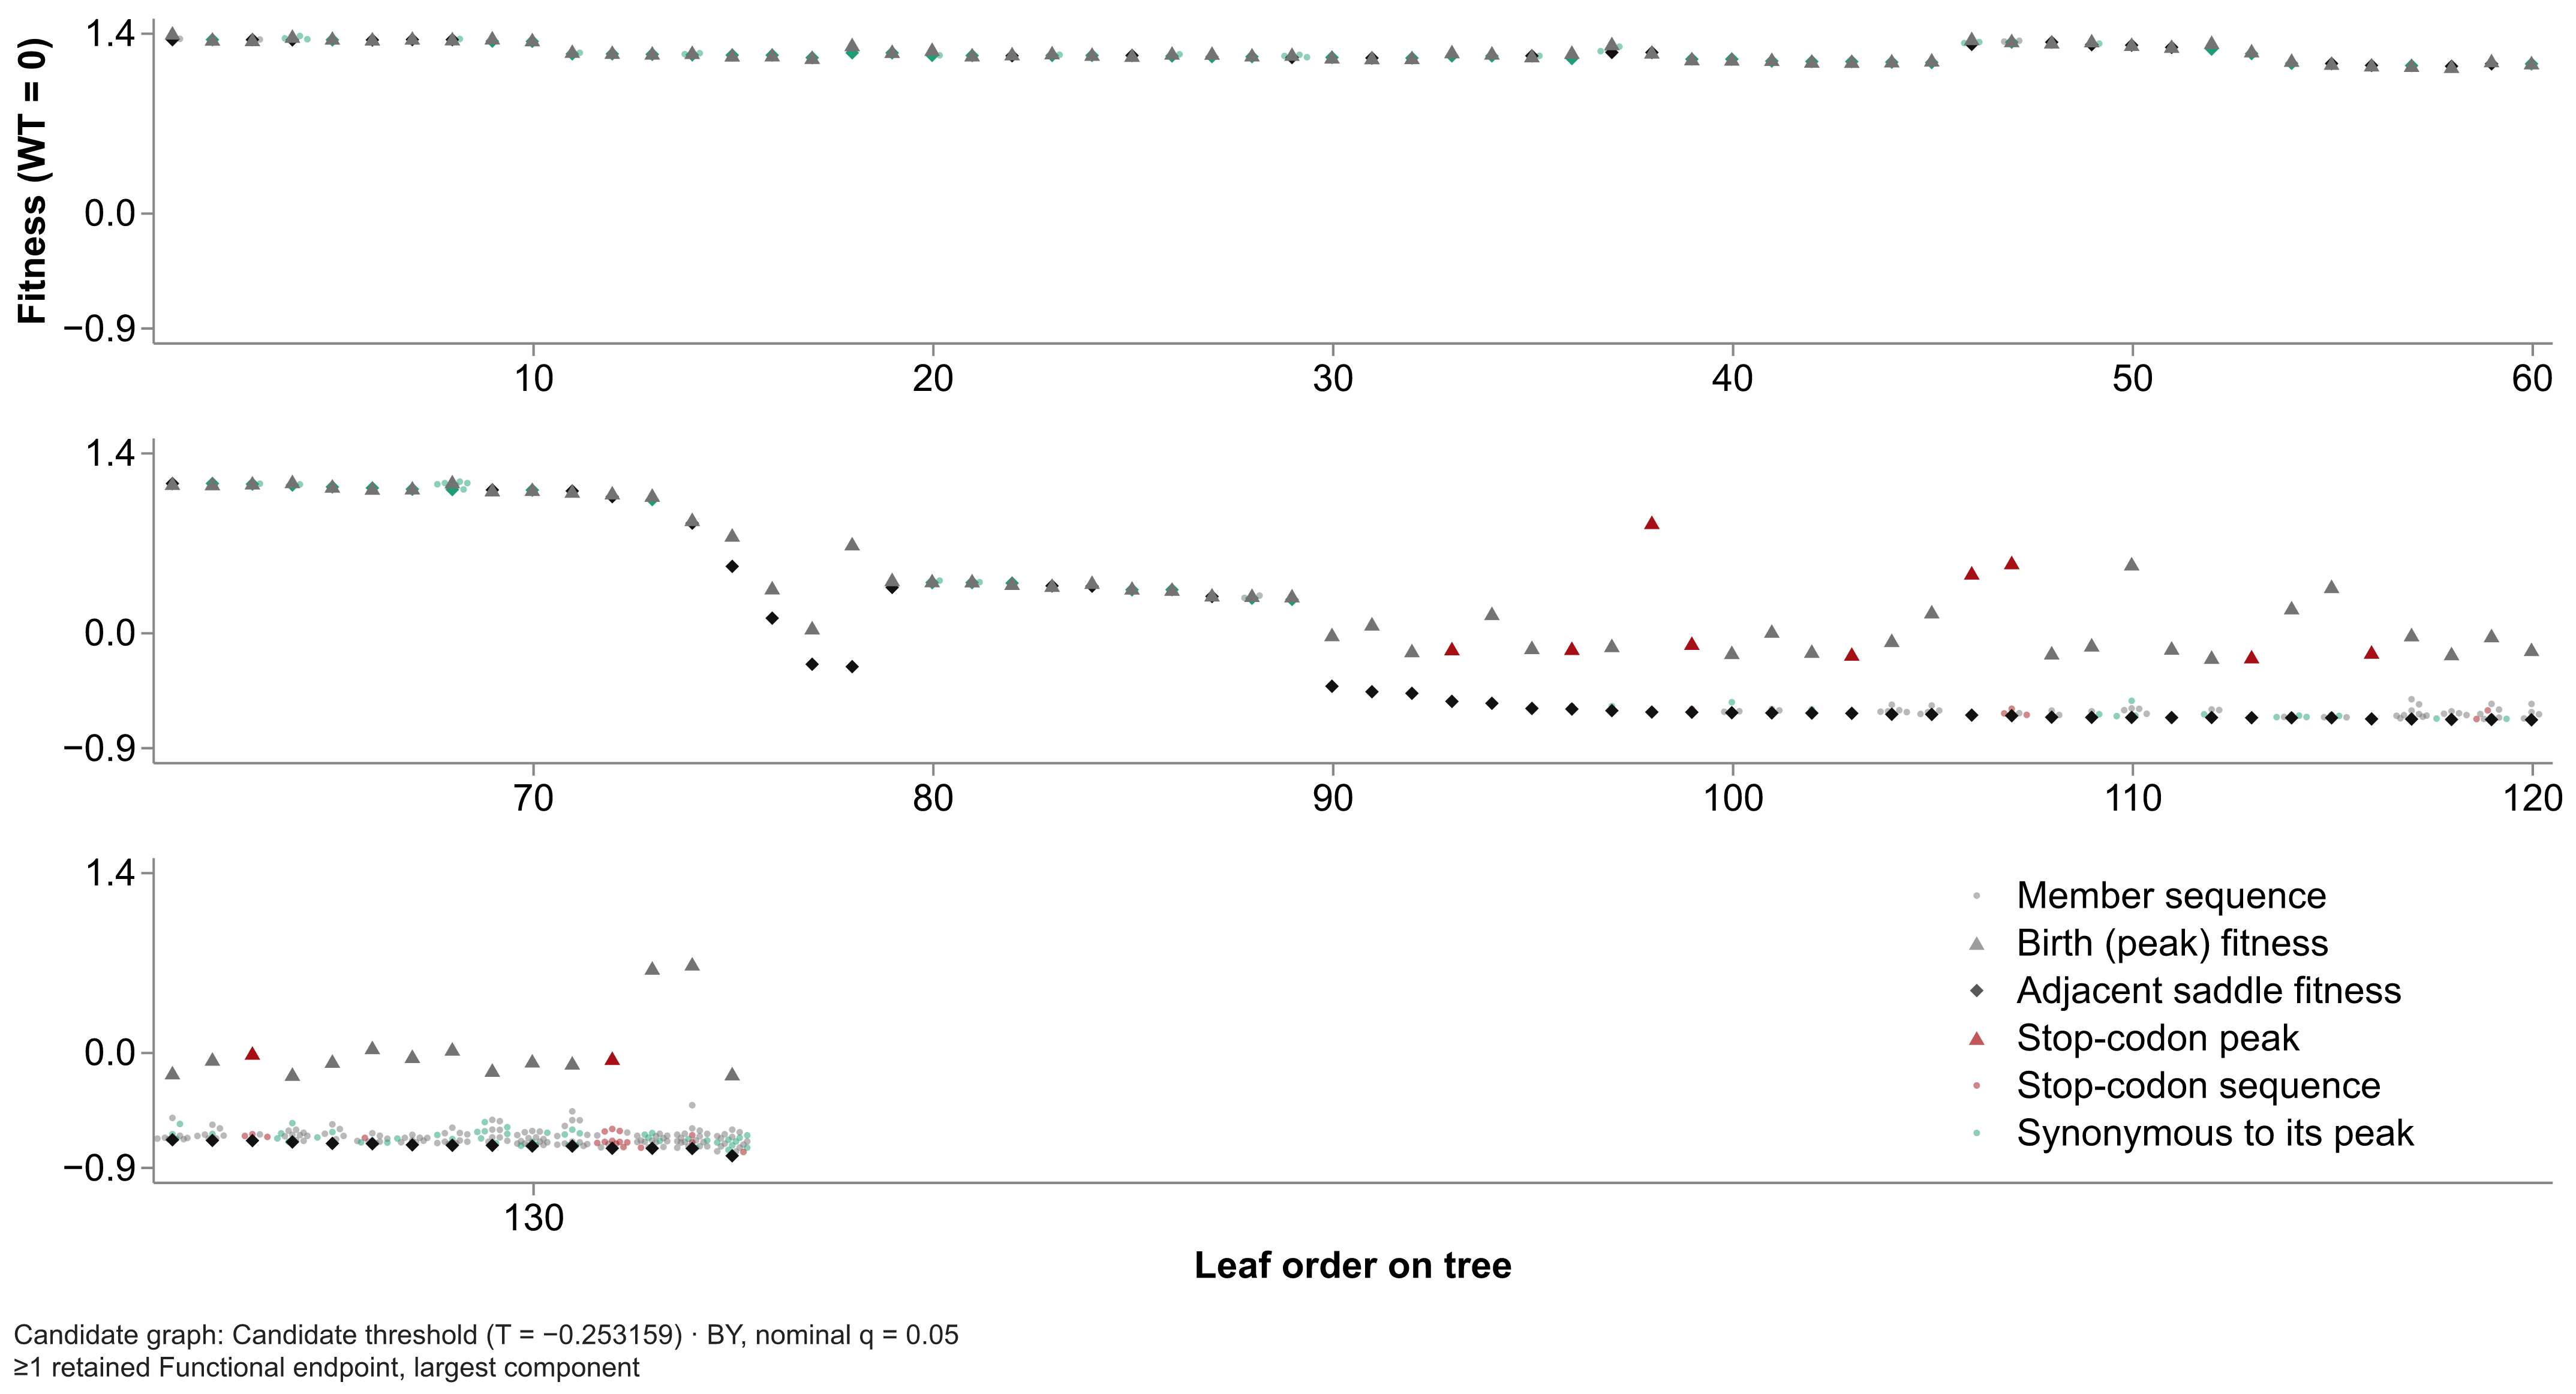 Fitness (WT = 0)
1.4
0.0
−0.9
10 20 30 40 50 60
1.4
0.0
−0.9
70 80 90 100 110 120
1.4
0.0
−0.9
130
Member sequence
Birth (peak) fitness
Adjacent saddle fitness
Stop-codon peak
Stop-codon sequence
Synonymous to its peak
Leaf order on tree
Candidate graph: Candidate threshold (T = −0.253159) · BY, nominal q = 0.05
≥1 retained Functional endpoint, largest component